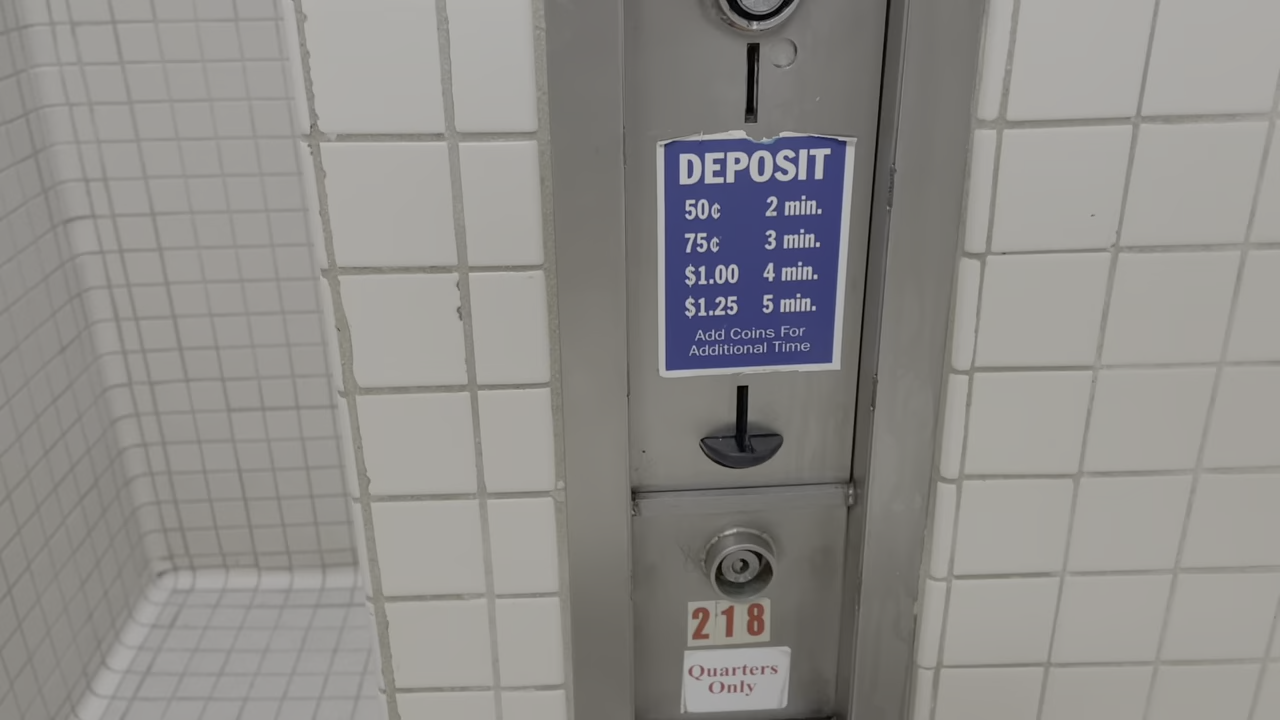 DEPOSIT
50¢ 2 min.
75¢ 3 min.
$1.00 4 min.
$1.25 5 min.
Add Coins For
Additional Time
218
Quarters
Only